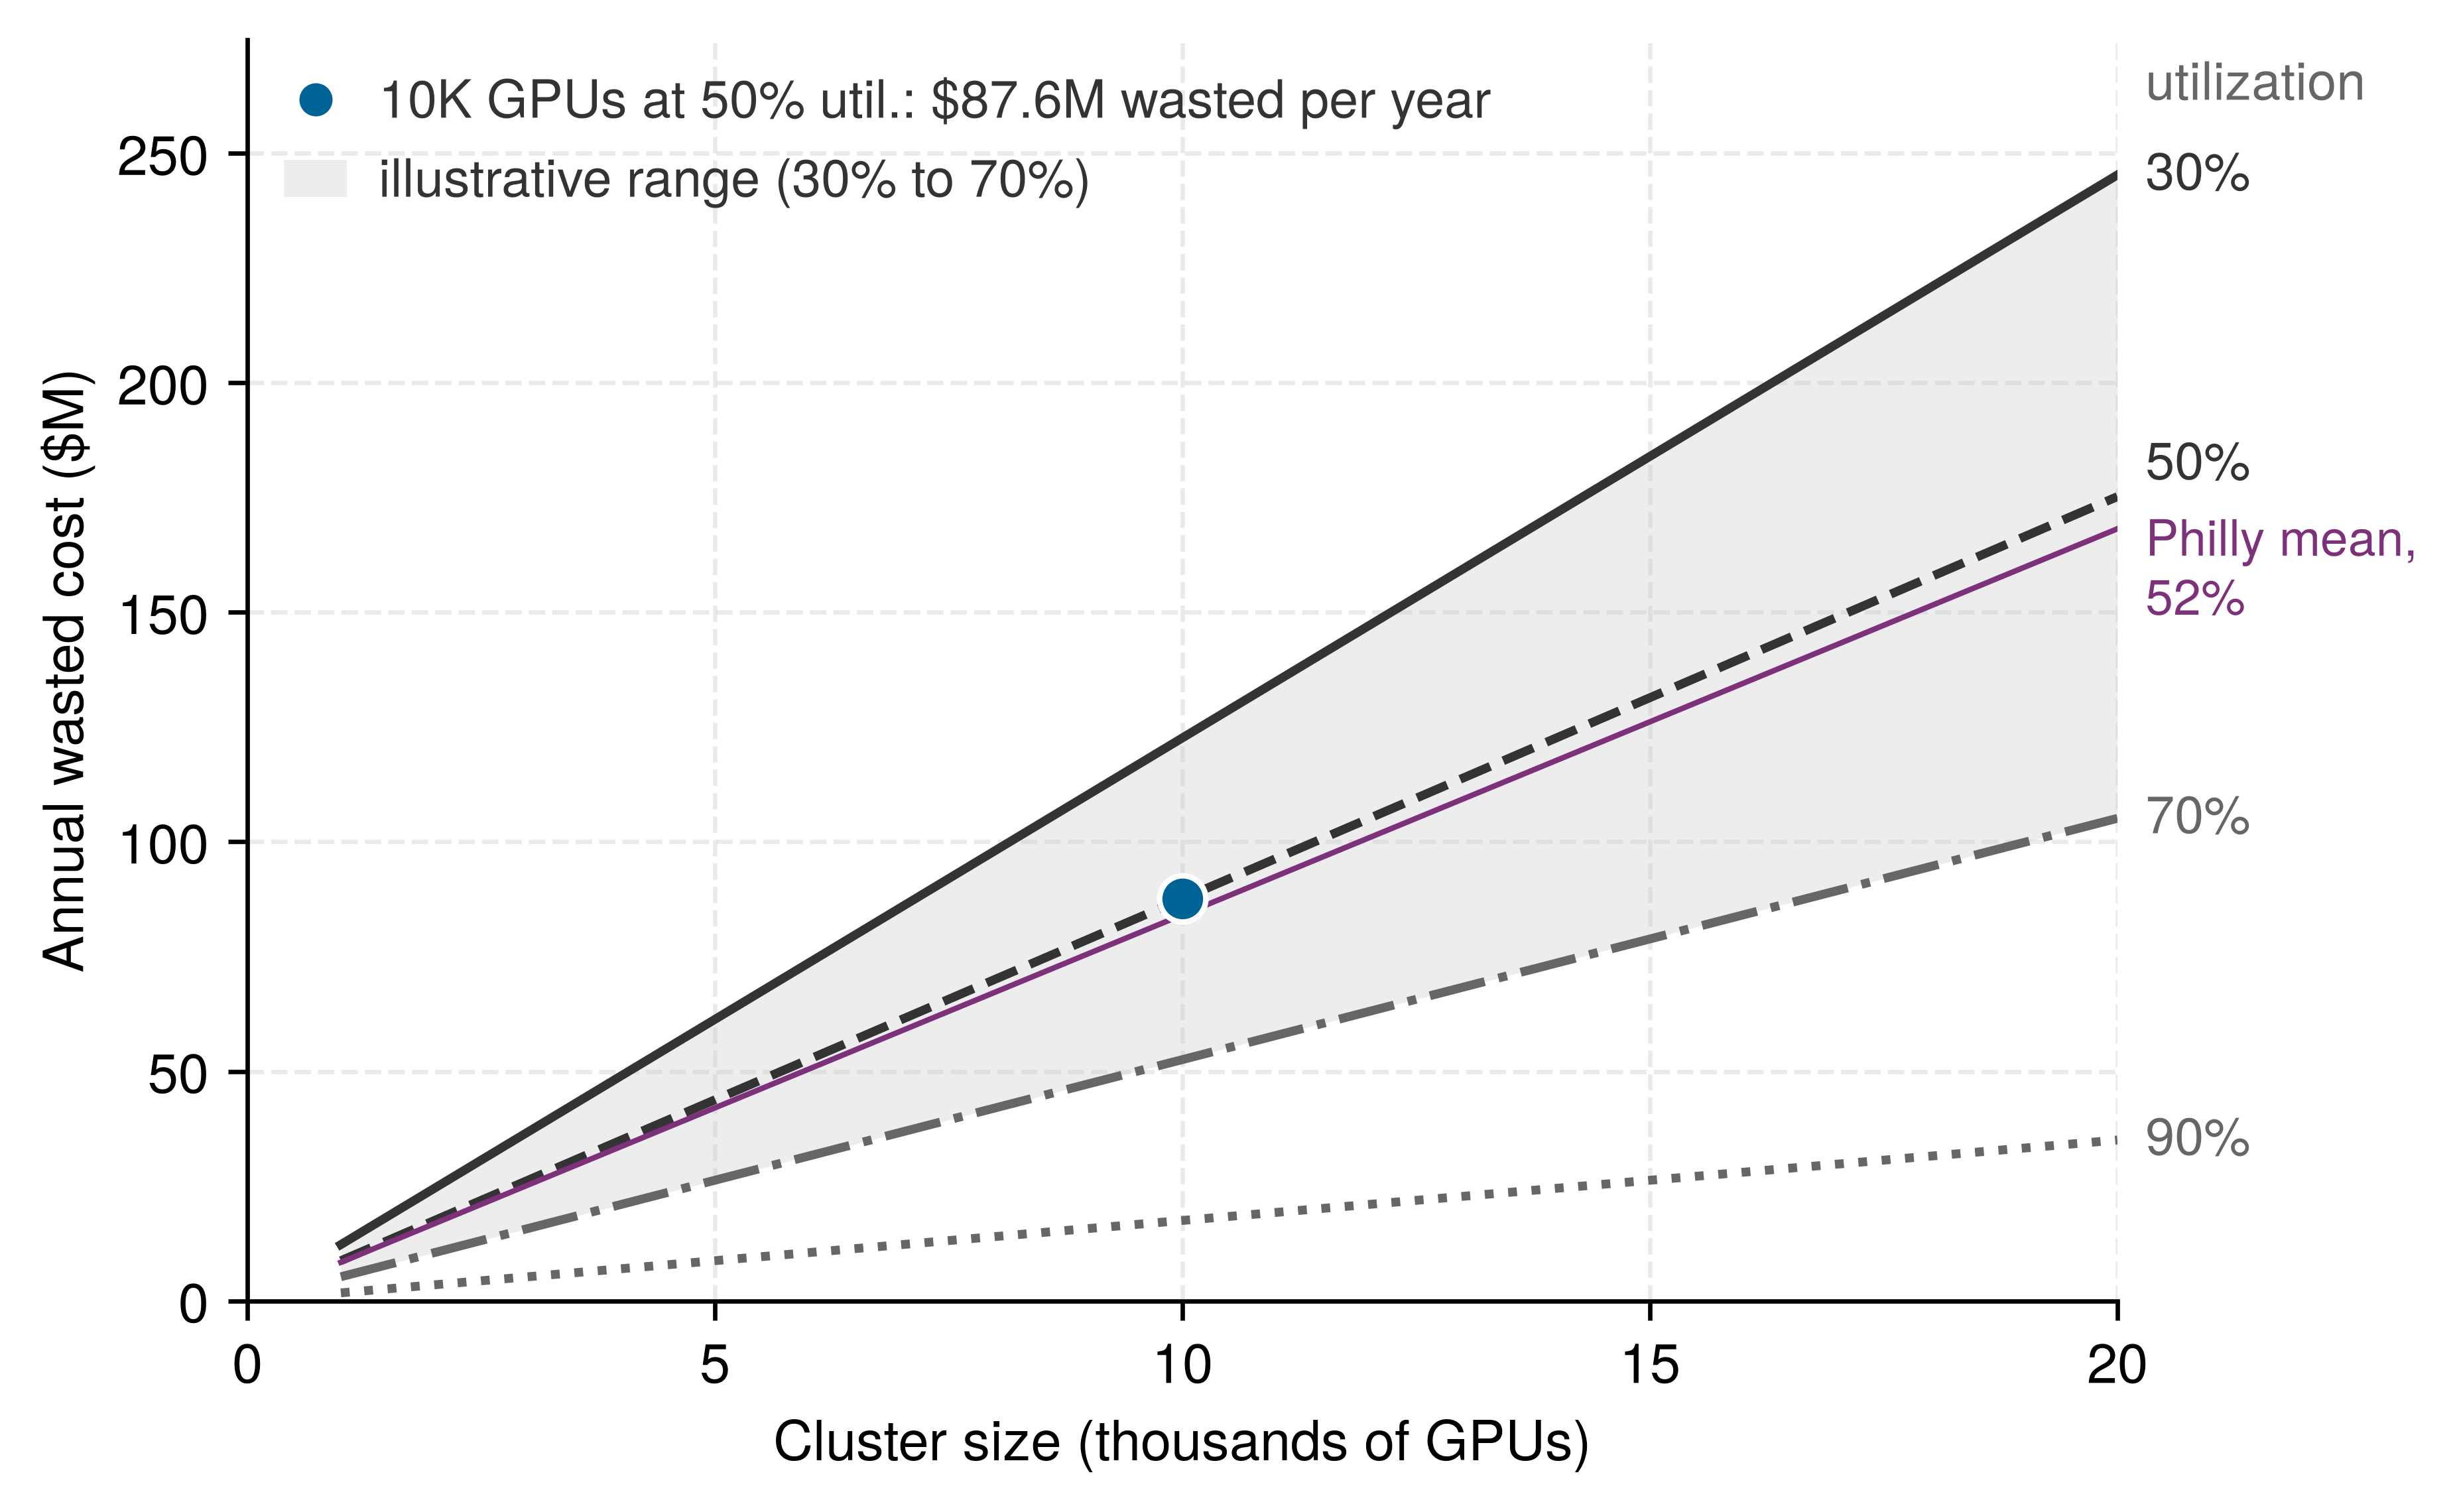 10K GPUs at 50% util.: $87.6M wasted per year
illustrative range (30% to 70%)
utilization
30%
50%
Philly mean,
52%
70%
90%
Annual wasted cost ($M)
250
200
150
100
50
0
0
5
10
15
20
Cluster size (thousands of GPUs)